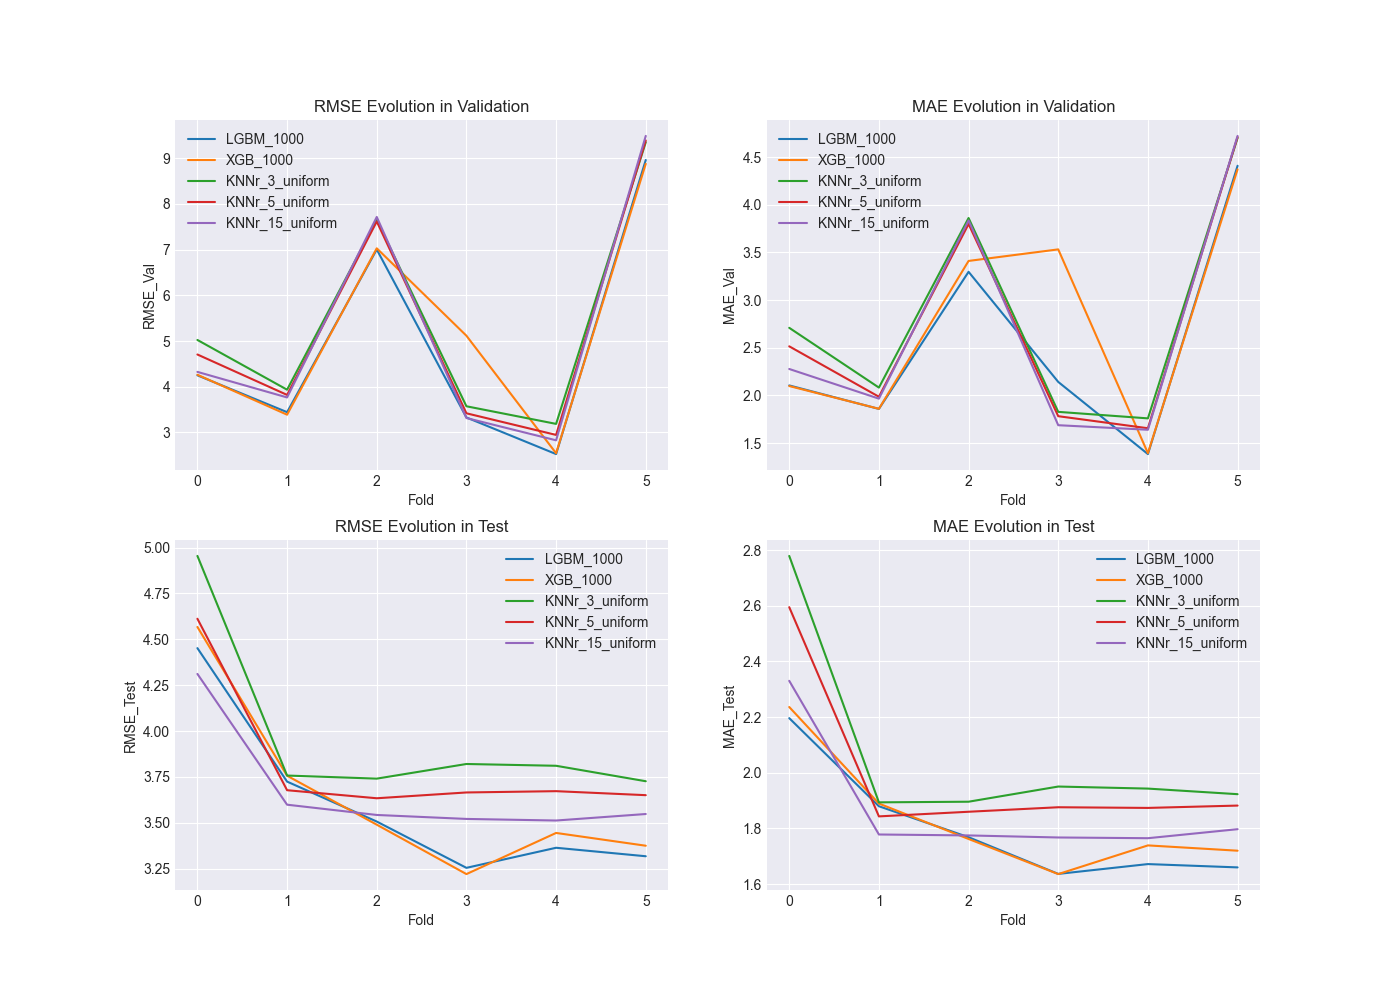 RMSE Evolution in Validation
RMSE_Val
9
8
7
6
5
4
3
LGBM_1000
XGB_1000
KNNr_3_uniform
KNNr_5_uniform
KNNr_15_uniform
0 1 2 3 4 5
Fold
MAE Evolution in Validation
MAE_Val
4.5
4.0
3.5
3.0
2.5
2.0
1.5
LGBM_1000
XGB_1000
KNNr_3_uniform
KNNr_5_uniform
KNNr_15_uniform
0 1 2 3 4 5
Fold
RMSE Evolution in Test
RMSE_Test
5.00
4.75
4.50
4.25
4.00
3.75
3.50
3.25
LGBM_1000
XGB_1000
KNNr_3_uniform
KNNr_5_uniform
KNNr_15_uniform
0 1 2 3 4 5
Fold
MAE Evolution in Test
MAE_Test
2.8
2.6
2.4
2.2
2.0
1.8
1.6
LGBM_1000
XGB_1000
KNNr_3_uniform
KNNr_5_uniform
KNNr_15_uniform
0 1 2 3 4 5
Fold